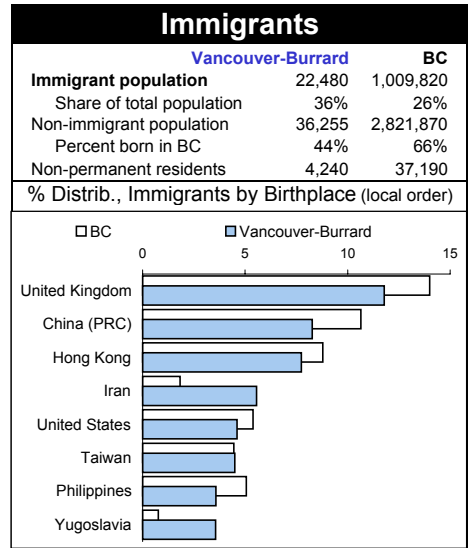 Immigrants
Vancouver-Burrard BC
Immigrant population 22,480 1,009,820
Share of total population 36% 26%
Non-immigrant population 36,255 2,821,870
Percent born in BC 44% 66%
Non-permanent residents 4,240 37,190
% Distrib., Immigrants by Birthplace (local order)
BC Vancouver-Burrard
0 5 10 15
United Kingdom
China (PRC)
Hong Kong
Iran
United States
Taiwan
Philippines
Yugoslavia